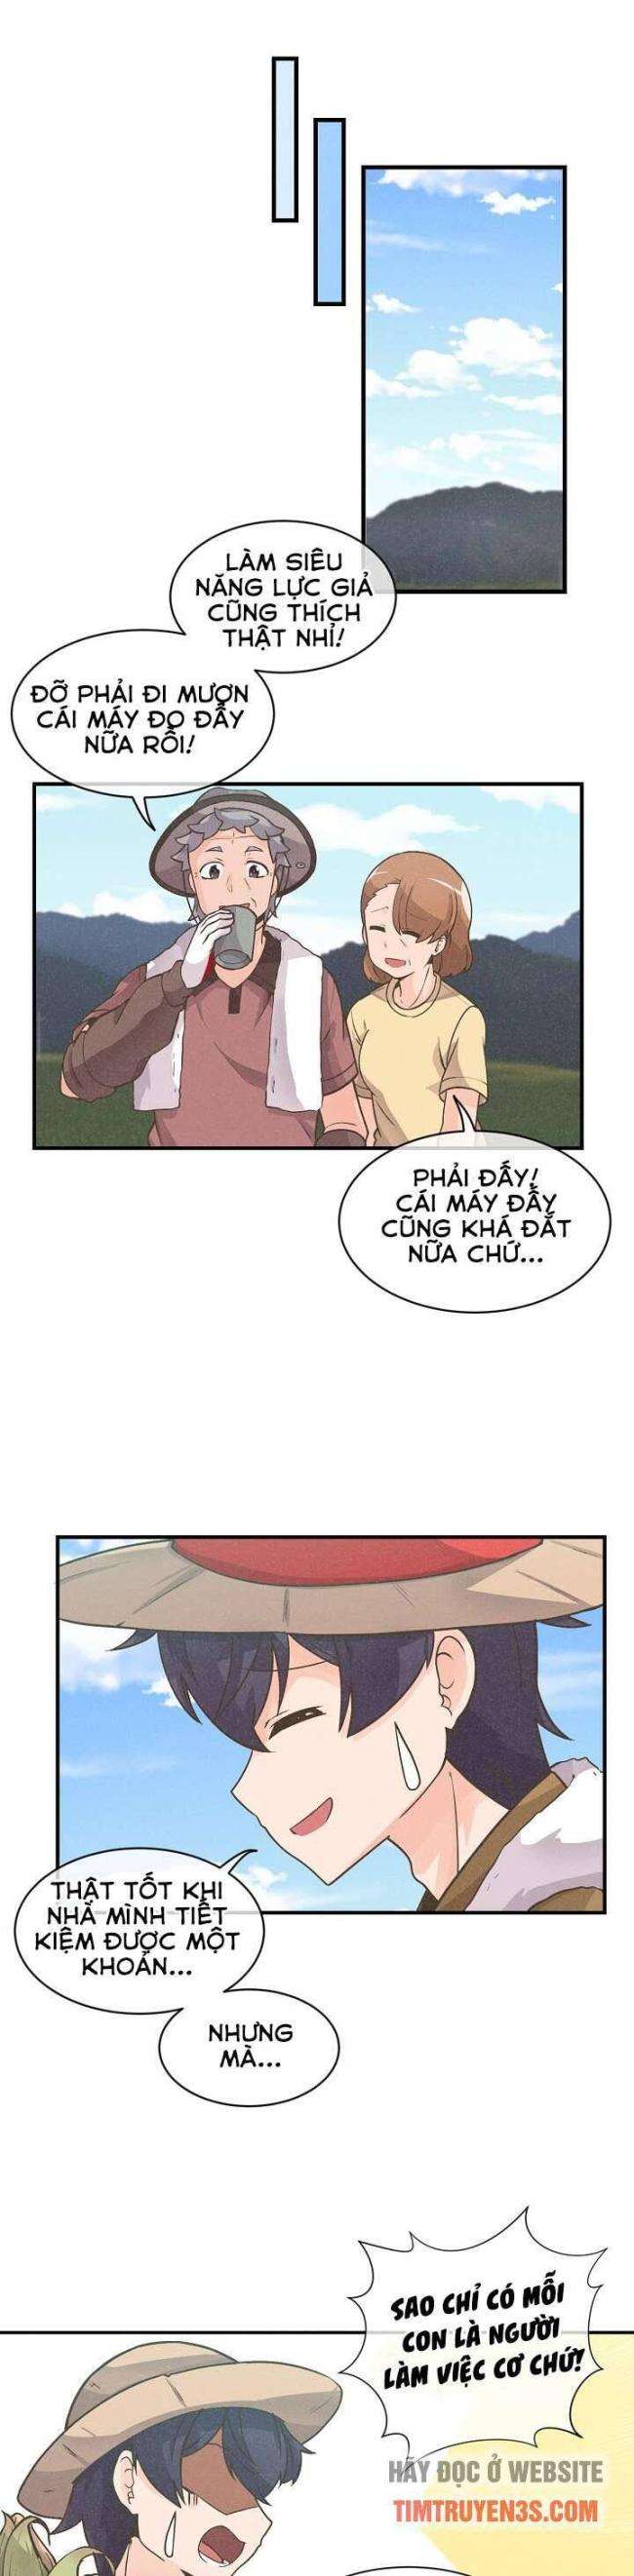 LÀM SIÊU
NĂNG LỰC GIẢ
CŨNG THÍCH
THẬT NHỈ!
ĐỠ PHẢI ĐI MƯỢN
CÁI MÁY ĐO ĐẤY
NỮA RỒI!
PHẢI ĐẤY!
CÁI MÁY ĐẤY
CŨNG KHÁ ĐẮT
NỮA CHỨ...
THẬT TỐT KHI
NHÀ MÌNH TIẾT
KIỆM ĐƯỢC MỘT
KHOẢN...
NHƯNG
MÀ...
SAO CHỈ CÓ MỖI
CON LÀ NGƯỜI
LÀM VIỆC CƠ CHỨ!
HÃY ĐỌC Ở WEBSITE
TIMTRUYEN3S.COM